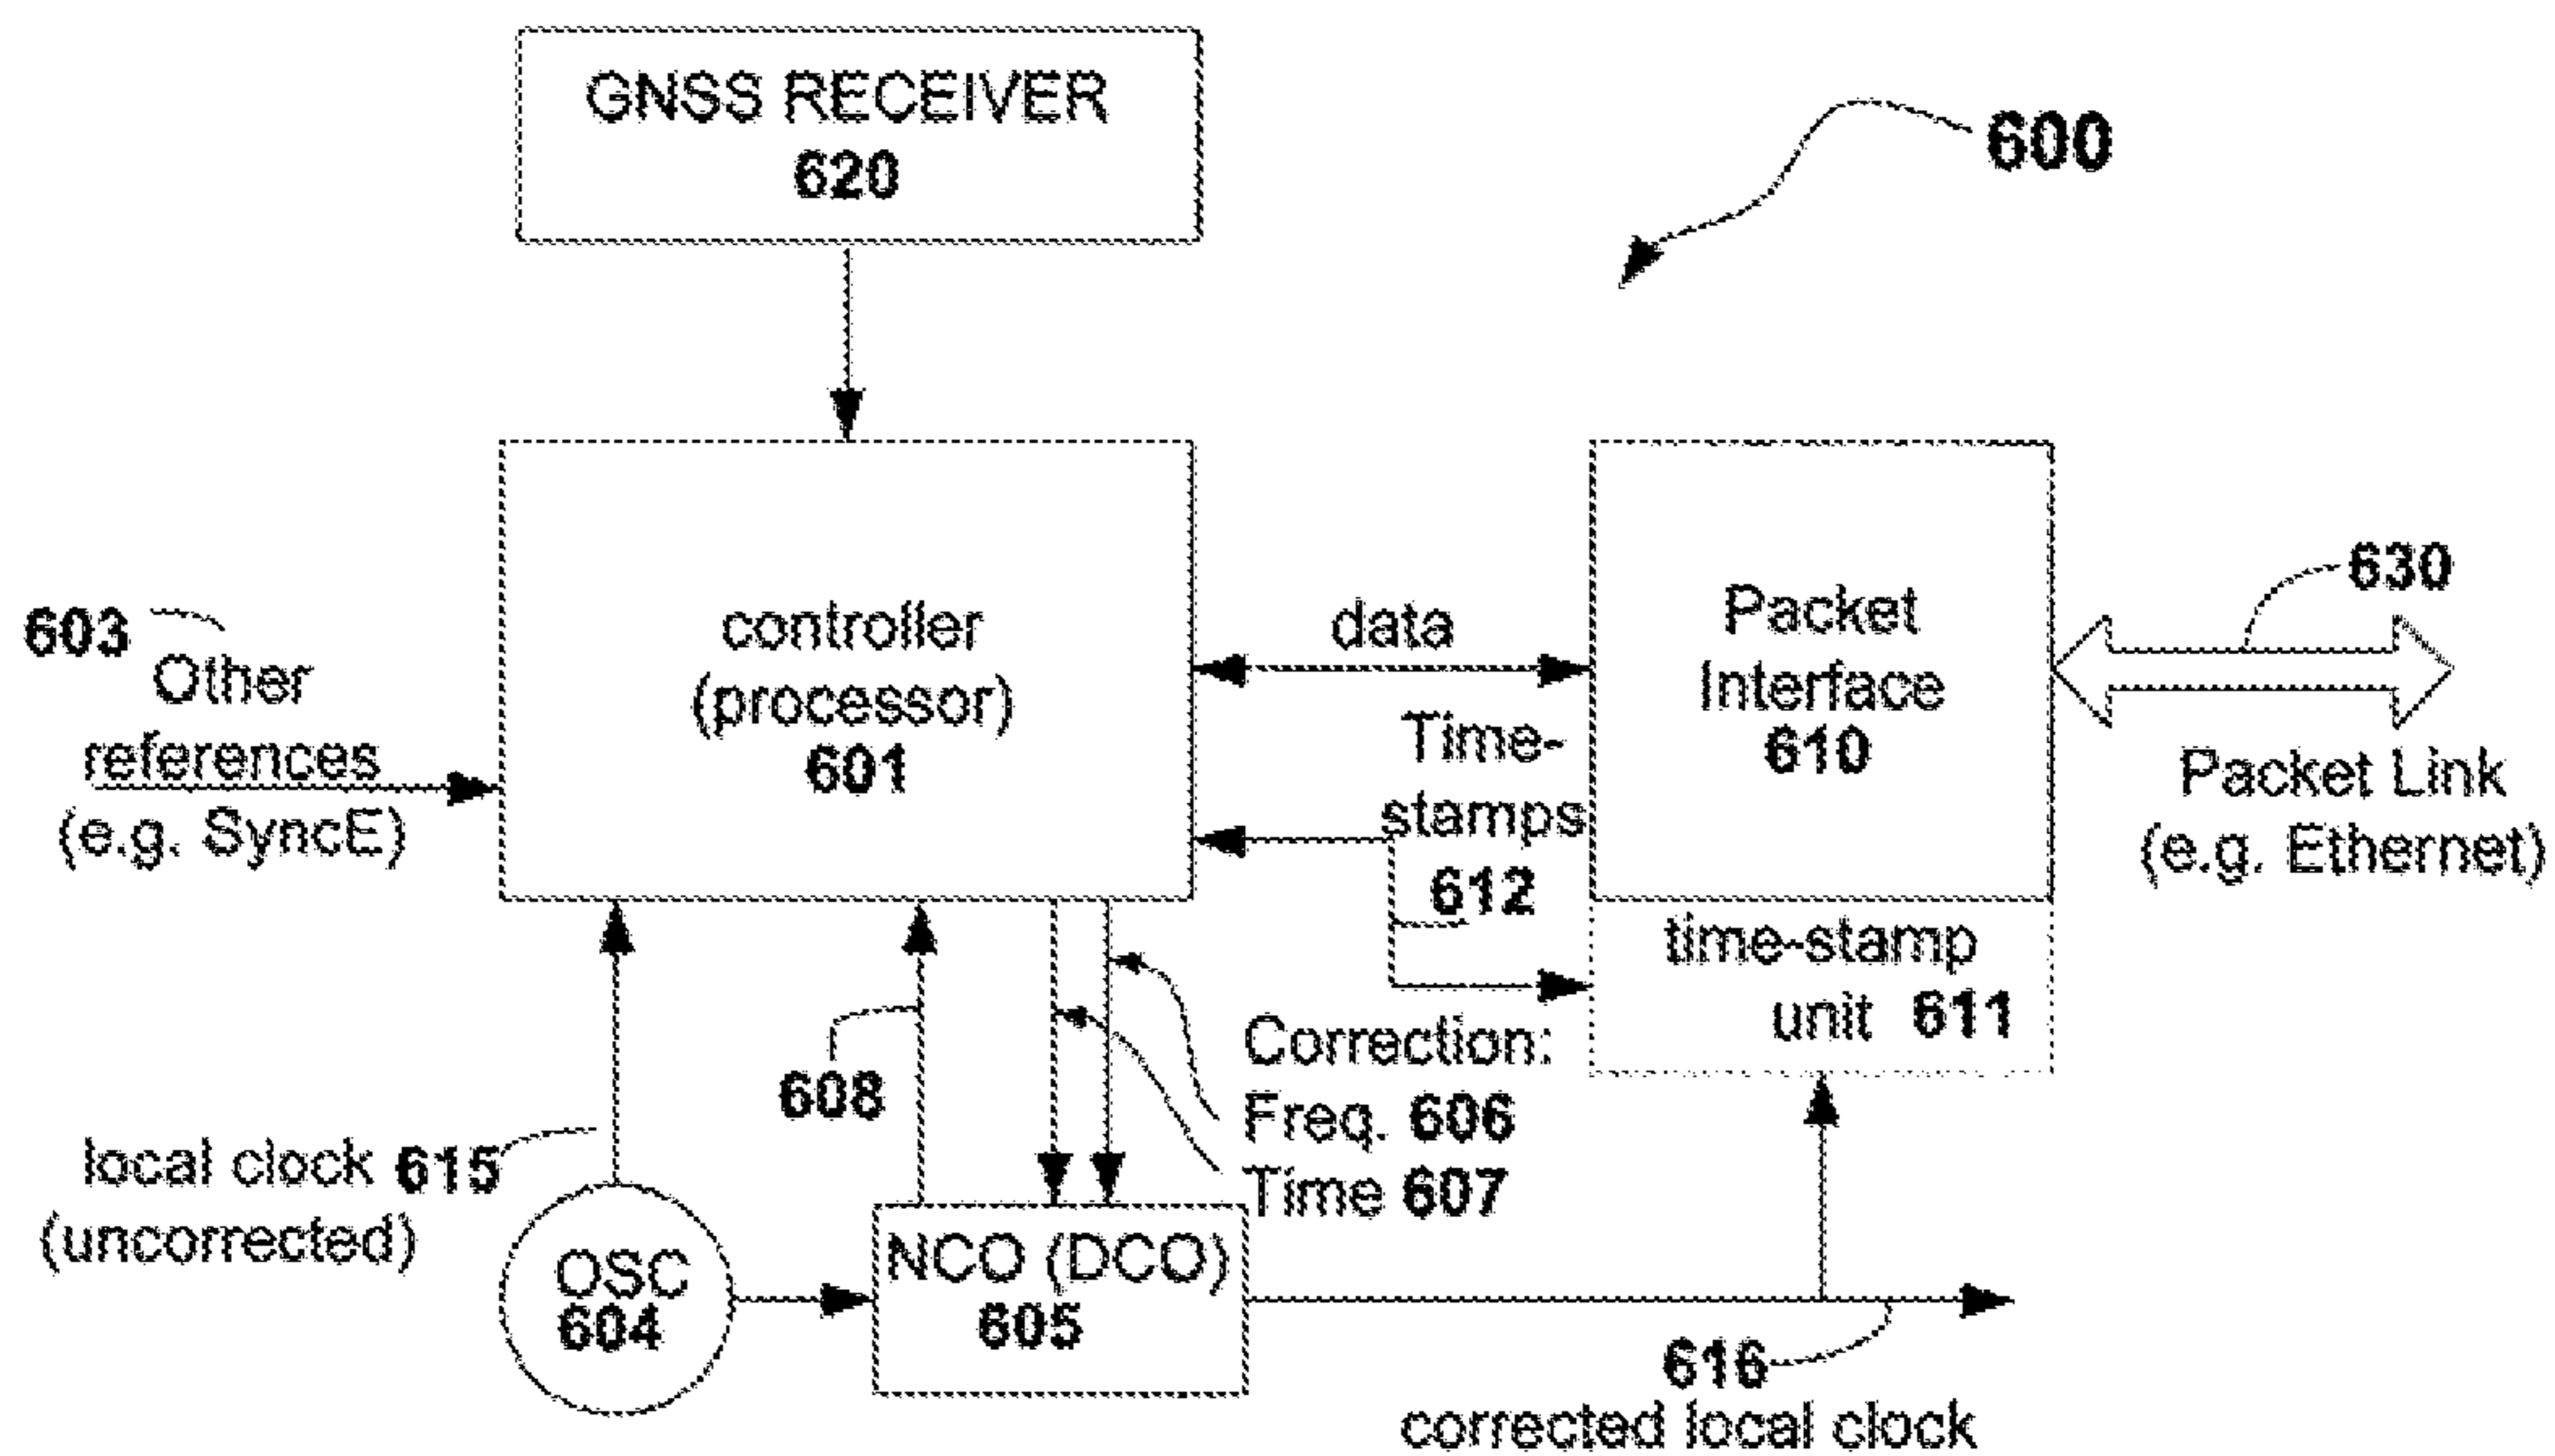 GNSS RECEIVER
620
600
603
Other
references
(e.g. SyncE)
controller
(processor)
601
data
Time-
stamps
612
Packet
Interface
610
630
Packet Link
(e.g. Ethernet)
time-stamp
unit 611
608
Correction:
Freq. 606
Time 607
local clock 615
(uncorrected)
OSC
604
NCO (DCO)
605
616
corrected local clock